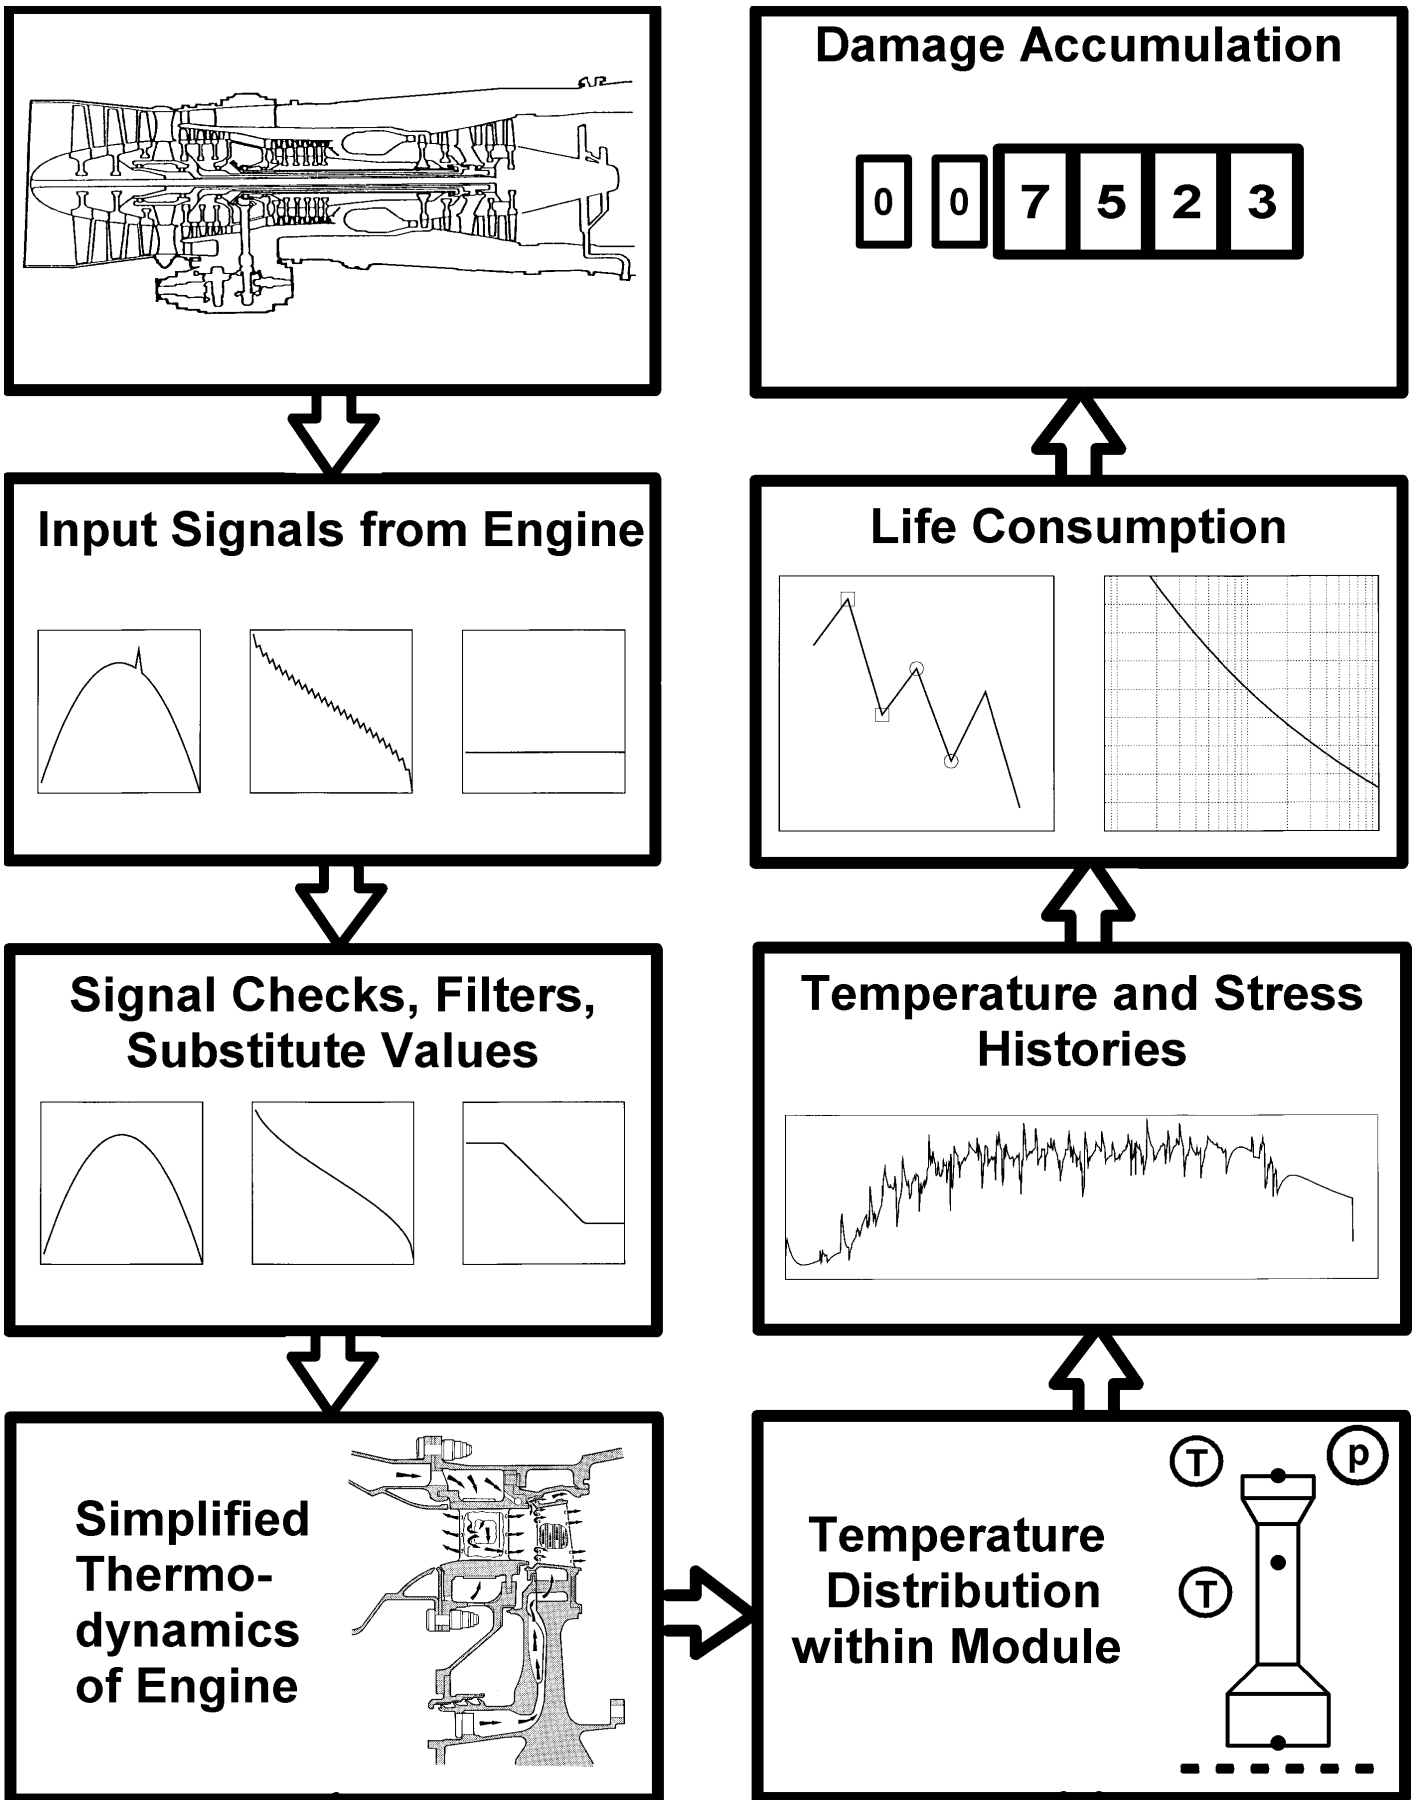 Input Signals from Engine
Signal Checks, Filters,
Substitute Values
Simplified
Thermo-
dynamics
of Engine
Temperature
Distribution
within Module
T
p
T
Temperature and Stress
Histories
Life Consumption
Damage Accumulation
0 0 7 5 2 3